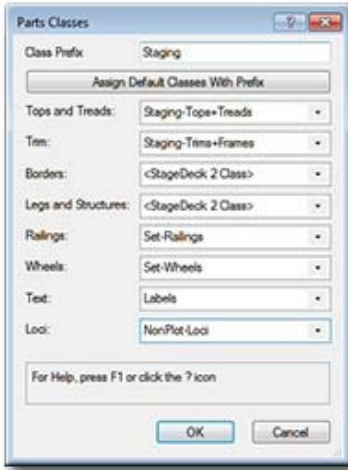 Parts Classes
Class Prefix Staging
Assign Default Classes With Prefix
Tops and Treads: Staging-Tops+Treads
Trim: Staging-Trims+Frames
Borders: <StageDeck 2 Class>
Legs and Structures: <StageDeck 2 Class>
Railings: Set-Railings
Wheels: Set-Wheels
Text: Labels
Loci: NonPlot-Loci
For Help, press F1 or click the ? icon
OK Cancel